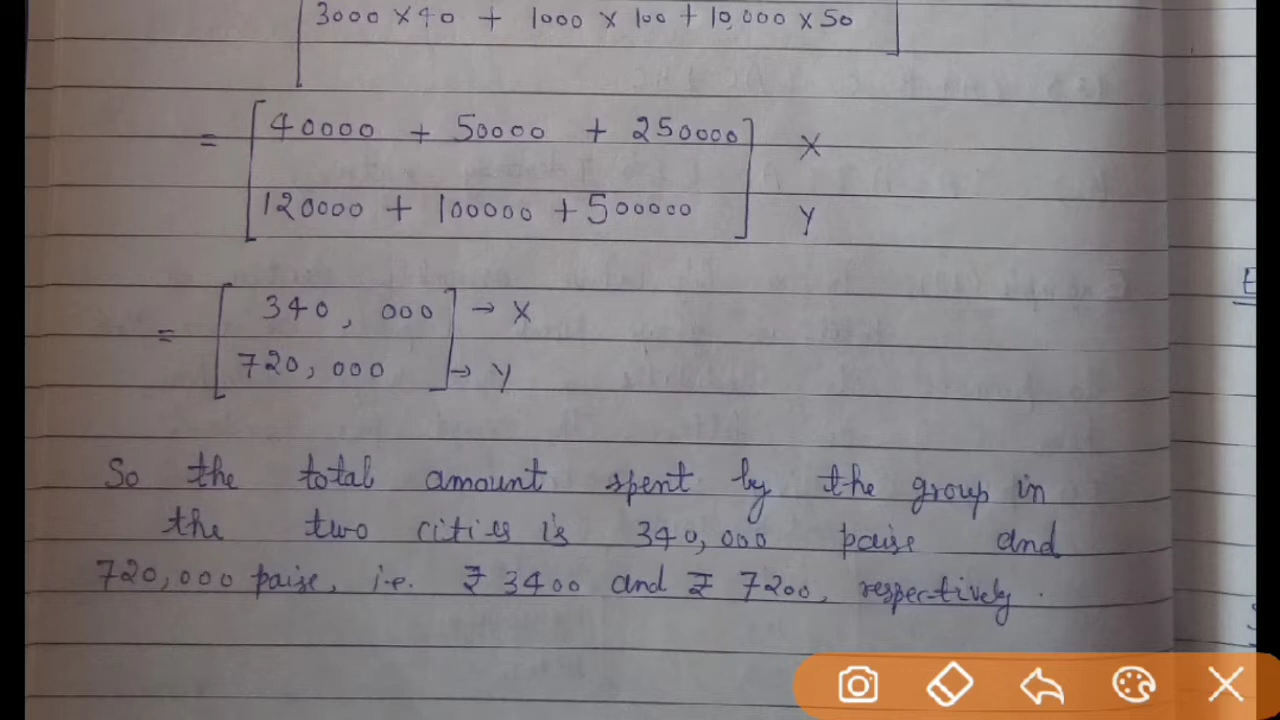 3000 × 40 + 1000 × 100 + 10,000 × 50
= [ 40000 + 50000 + 250000 ] X
[ 120000 + 100000 + 500000 ] Y
= [ 340, 000 ] → X
[ 720, 000 ] → Y
So the total amount spent by the group in
the two cities is 340,000 paise and
720,000 paise, i.e. ₹ 3400 and ₹ 7200, respectively.
E